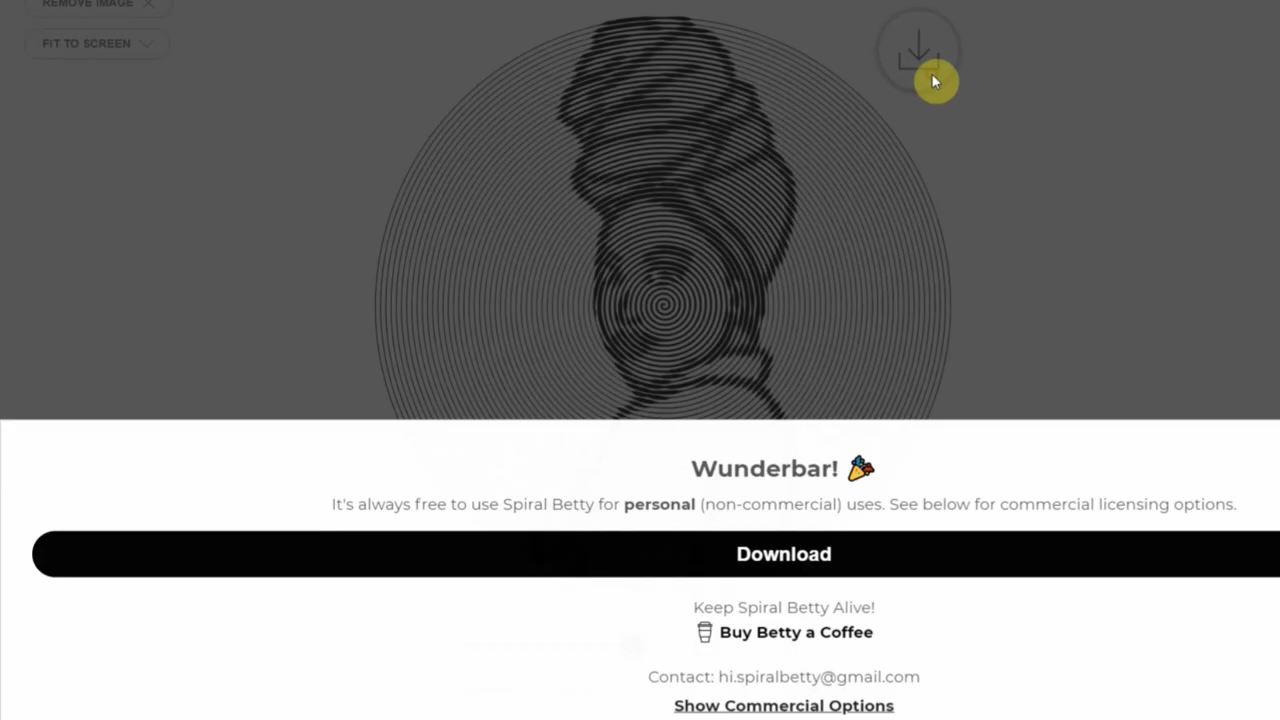 REMOVE IMAGE
FIT TO SCREEN
Wunderbar! 🎉
It's always free to use Spiral Betty for personal (non-commercial) uses. See below for commercial licensing options.
Download
Keep Spiral Betty Alive!
Buy Betty a Coffee
Contact: hi.spiralbetty@gmail.com
Show Commercial Options